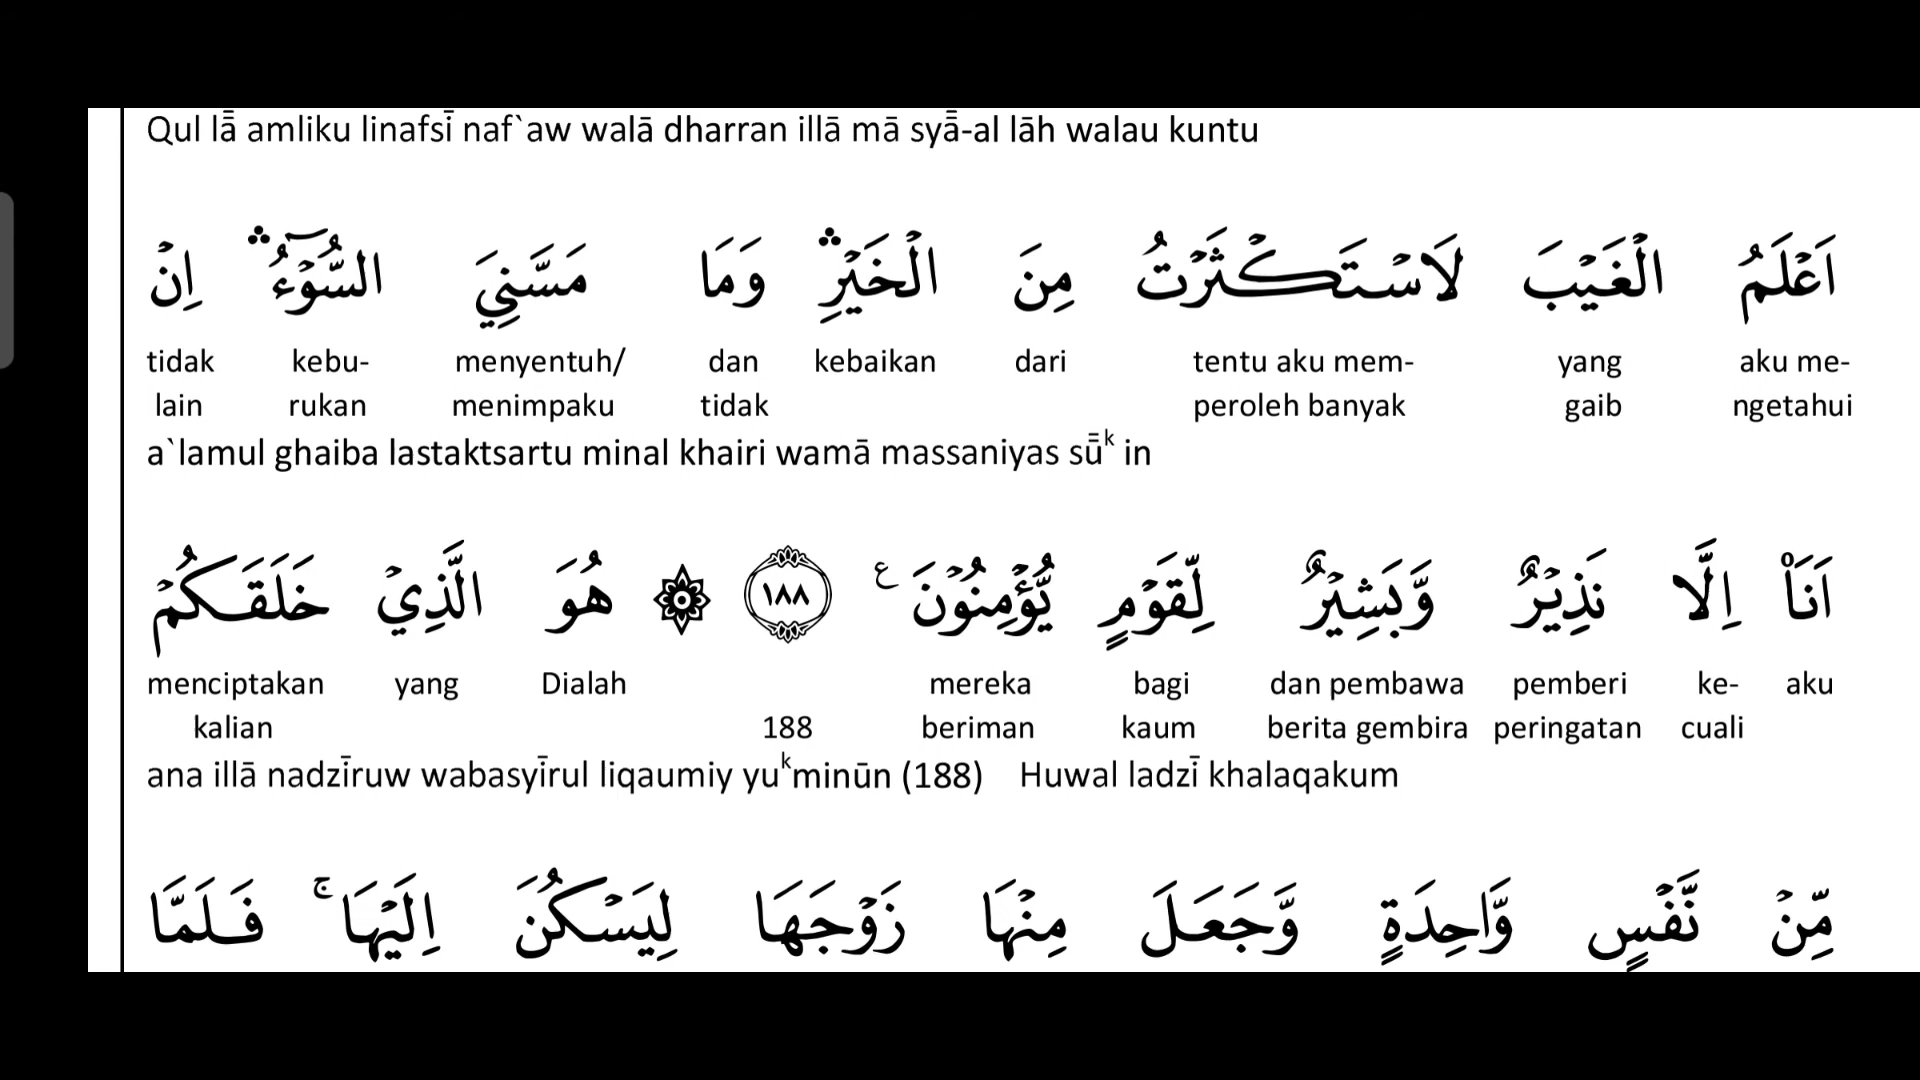 Qul lā̄ amliku linafsī naf`aw walā dharran illā mā syā̄-al lāh walau kuntu
اَعْلَمُ الْغَيْبَ لَاسْتَكْثَرْتُ مِنَ الْخَيْرِۛ وَمَا مَسَّنِيَ السُّوْۤءُۛ اِنْ
tidak kebu- menyentuh/ dan kebaikan dari tentu aku mem- yang aku me-
lain rukan menimpaku tidak peroleh banyak gaib ngetahui
a`lamul ghaiba lastaktsartu minal khairi wamā massaniyas sū̄ᵏ in
اَنَا۠ اِلَّا نَذِيْرٌ وَّبَشِيْرٌ لِّقَوْمٍ يُّؤْمِنُوْنَ ࣖ ١٨٨ ۞ هُوَ الَّذِيْ خَلَقَكُمْ
menciptakan yang Dialah mereka bagi dan pembawa pemberi ke- aku
kalian 188 beriman kaum berita gembira peringatan cuali
ana illā nadzīruw wabasyīrul liqaumiy yuᵏminūn (188) Huwal ladzī khalaqakum
مِّنْ نَّفْسٍ وَّاحِدَةٍ وَّجَعَلَ مِنْهَا زَوْجَهَا لِيَسْكُنَ اِلَيْهَاۚ فَلَمَّا